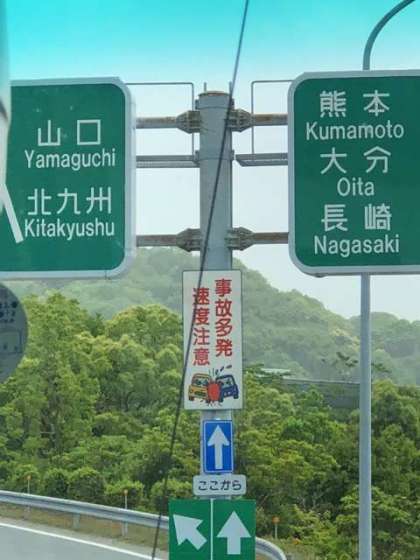 山口
Yamaguchi
北九州
Kitakyushu
熊本
Kumamoto
大分
Oita
長崎
Nagasaki
事故多発
速度注意
ここから